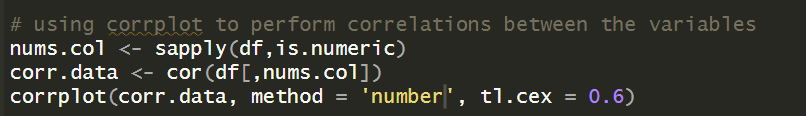 # using corrplot to perform correlations between the variables
nums.col <- sapply(df,is.numeric)
corr.data <- cor(df[,nums.col])
corrplot(corr.data, method = 'number', tl.cex = 0.6)